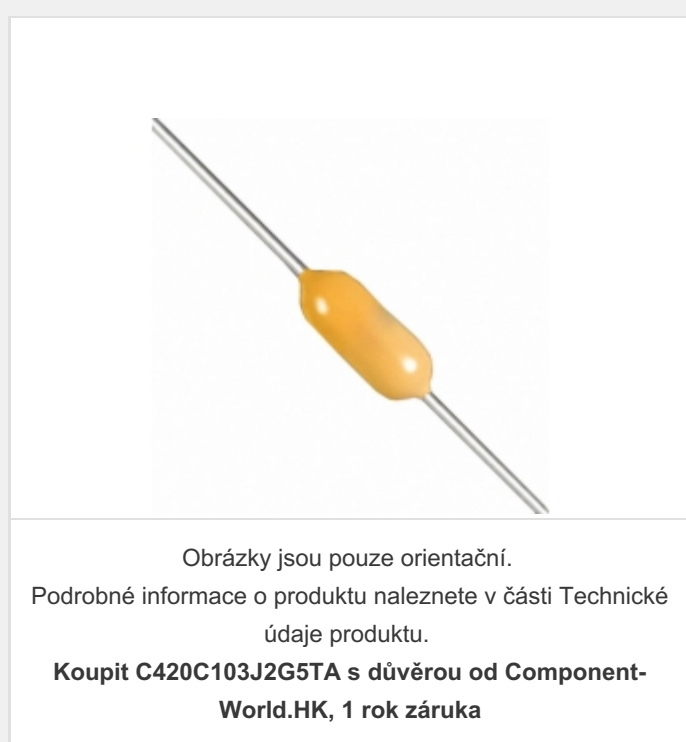 Obrázky jsou pouze orientační.
Podrobné informace o produktu naleznete v části Technické
údaje produktu.
Koupit C420C103J2G5TA s důvěrou od Component-
World.HK, 1 rok záruka